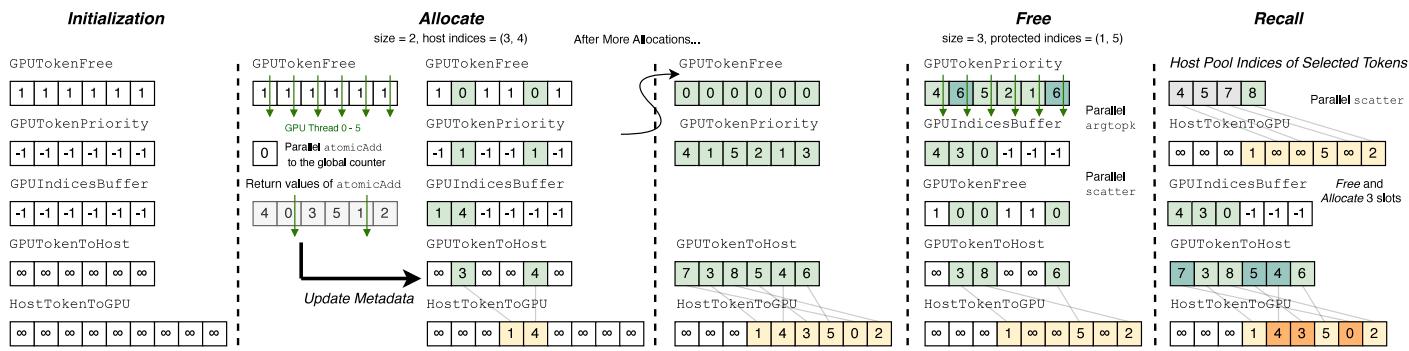 Initialization
GPUTokenFree
1 1 1 1 1 1
GPUTokenPriority
-1 -1 -1 -1 -1 -1
GPUIndicesBuffer
-1 -1 -1 -1 -1 -1
GPUTokenToHost
∞ ∞ ∞ ∞ ∞ ∞
HostTokenToGPU
∞ ∞ ∞ ∞ ∞ ∞ ∞ ∞ ∞
Allocate
size = 2, host indices = (3, 4)
GPUTokenFree
1 1 1 1 1 1
GPU Thread 0 - 5
0
Parallel atomicAdd
to the global counter
Return values of atomicAdd
4 0 3 5 1 2
Update Metadata
GPUTokenFree
1 0 1 1 0 1
GPUTokenPriority
-1 1 -1 -1 1 -1
GPUIndicesBuffer
1 4 -1 -1 -1 -1
GPUTokenToHost
∞ 3 ∞ ∞ 4 ∞
HostTokenToGPU
∞ ∞ ∞ 1 4 ∞ ∞ ∞ ∞
After More Allocations...
GPUTokenFree
0 0 0 0 0 0
GPUTokenPriority
4 1 5 2 1 3
GPUTokenToHost
7 3 8 5 4 6
HostTokenToGPU
∞ ∞ ∞ 1 4 3 5 0 2
Free
size = 3, protected indices = (1, 5)
GPUTokenPriority
4 6 5 2 1 6
Parallel
argtopk
GPUIndicesBuffer
4 3 0 -1 -1 -1
Parallel
scatter
GPUTokenFree
1 0 0 1 1 0
GPUTokenToHost
∞ 3 8 ∞ ∞ 6
HostTokenToGPU
∞ ∞ ∞ 1 ∞ ∞ 5 ∞ 2
Recall
Host Pool Indices of Selected Tokens
4 5 7 8
Parallel scatter
HostTokenToGPU
∞ ∞ ∞ 1 ∞ ∞ 5 ∞ 2
GPUIndicesBuffer
Free and
Allocate 3 slots
4 3 0 -1 -1 -1
GPUTokenToHost
7 3 8 5 4 6
HostTokenToGPU
∞ ∞ ∞ 1 4 3 5 0 2